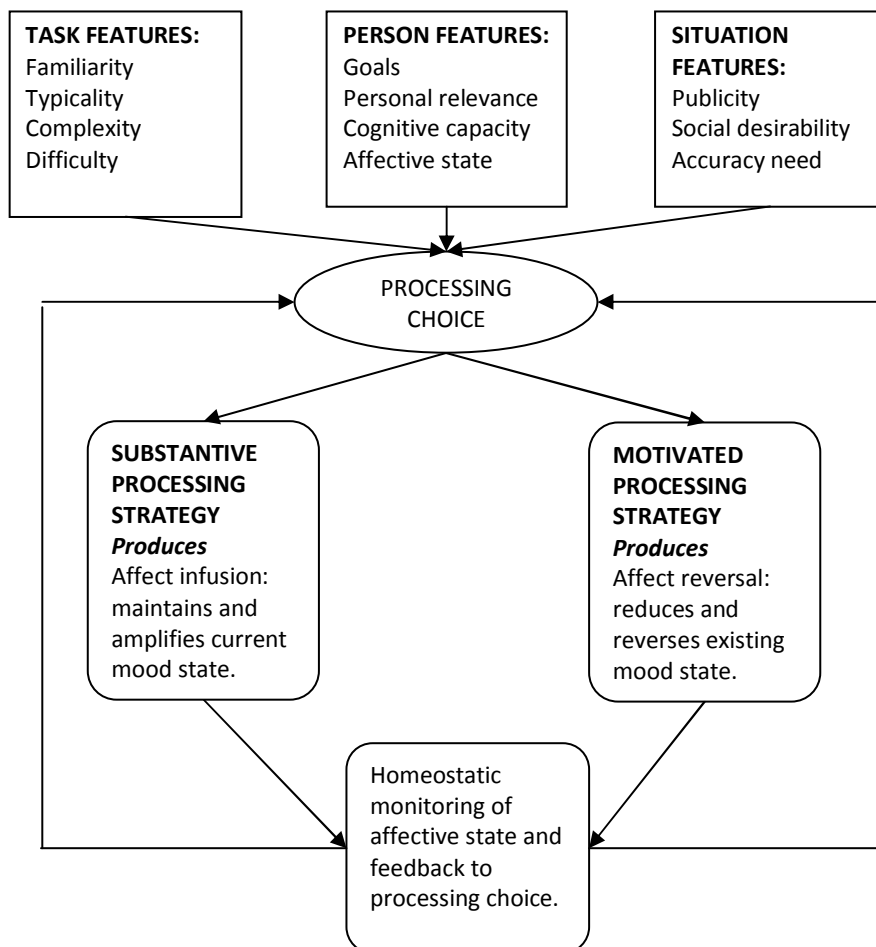 TASK FEATURES:
Familiarity
Typicality
Complexity
Difficulty
PERSON FEATURES:
Goals
Personal relevance
Cognitive capacity
Affective state
SITUATION
FEATURES:
Publicity
Social desirability
Accuracy need
PROCESSING
CHOICE
SUBSTANTIVE
PROCESSING
STRATEGY
Produces
Affect infusion:
maintains and
amplifies current
mood state.
MOTIVATED
PROCESSING
STRATEGY
Produces
Affect reversal:
reduces and
reverses existing
mood state.
Homeostatic
monitoring of
affective state and
feedback to
processing choice.